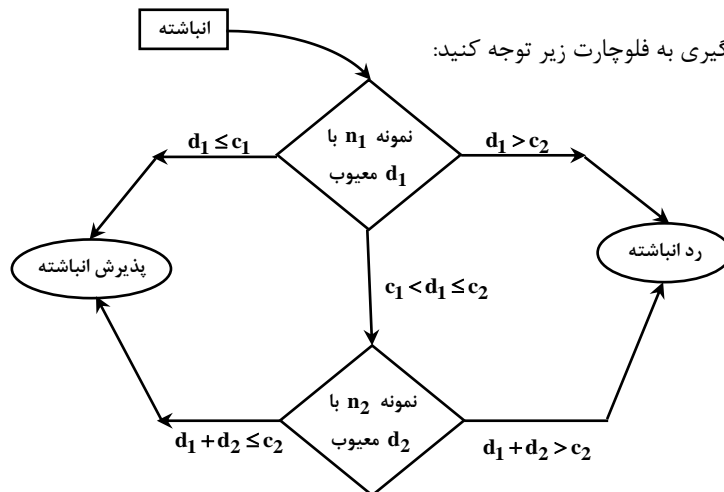 گیری به فلوچارت زیر توجه کنید:
انباشته
نمونه n1 با
d1 معیوب
d1 ≤ c1
d1 > c2
پذیرش انباشته
رد انباشته
c1 < d1 ≤ c2
نمونه n2 با
d2 معیوب
d1 + d2 ≤ c2
d1 + d2 > c2